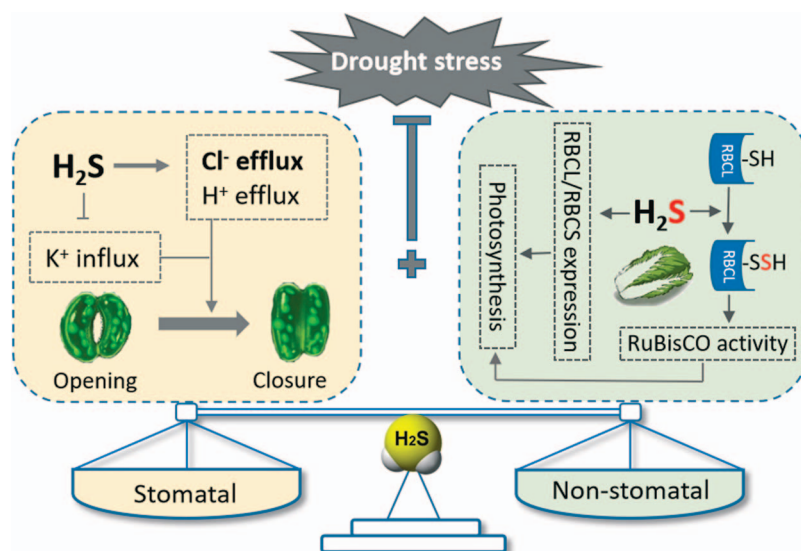 Drought stress
H₂S
Cl⁻ efflux
H⁺ efflux
K⁺ influx
Opening
Closure
Photosynthesis
RBCL/RBCS expression
H₂S
RBCL
-SH
RBCL
-SSH
RuBisCO activity
H₂S
Stomatal
Non-stomatal